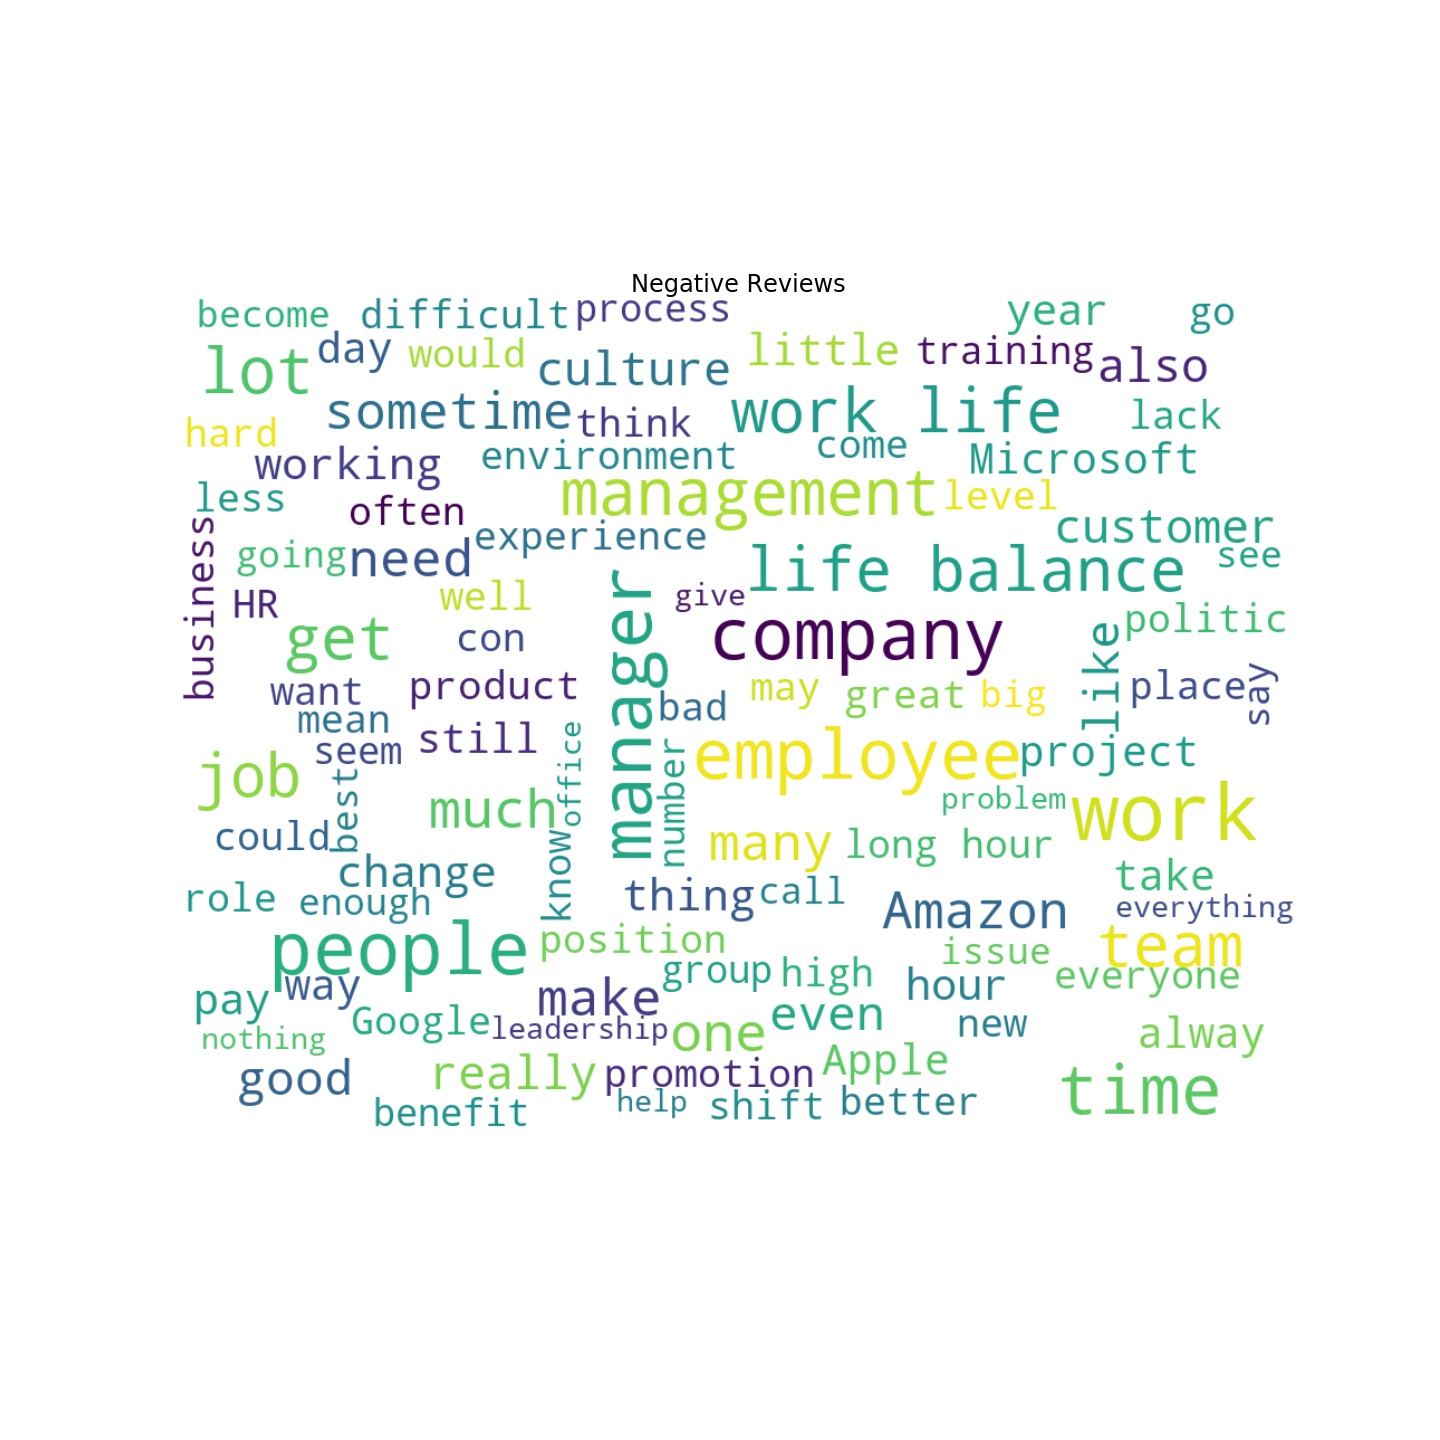 Negative Reviews
become difficult process year go
lot day would culture little training also
hard sometime think work life lack
working environment come Microsoft
less often management level
business going need experience life balance customer see
HR well give
get con manager company like politic
want product bad may great big place say
mean
seem still office number employee project
job best much problem work
could know many long hour
change take
role enough thing call Amazon everything
people position issue team
way group high hour everyone
pay make
Google leadership one even new alway
nothing
good really promotion Apple time
benefit help shift better